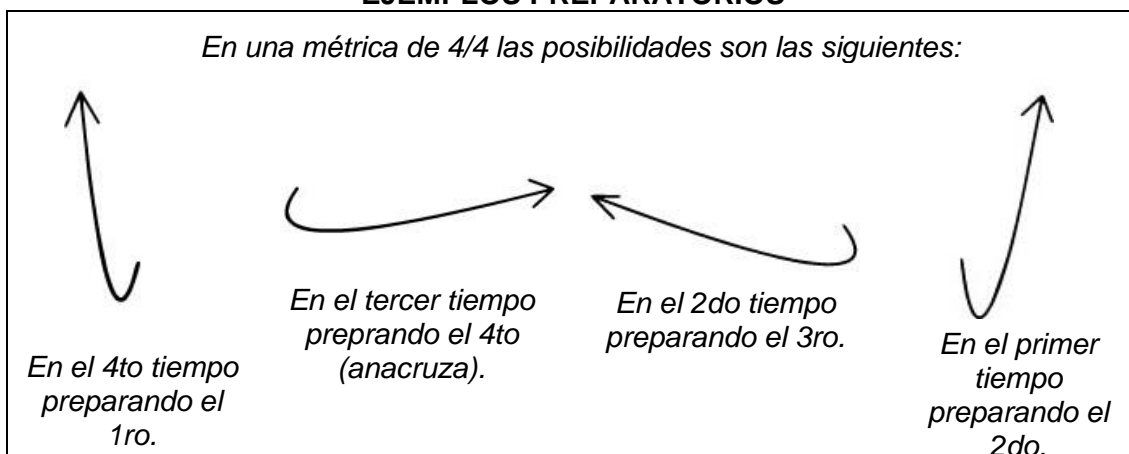 EJEMPLOS PREPARATORIOS
En una métrica de 4/4 las posibilidades son las siguientes:
En el 4to tiempo
preparando el
1ro.
En el tercer tiempo
preprando el 4to
(anacruza).
En el 2do tiempo
preparando el 3ro.
En el primer
tiempo
preparando el
2do.